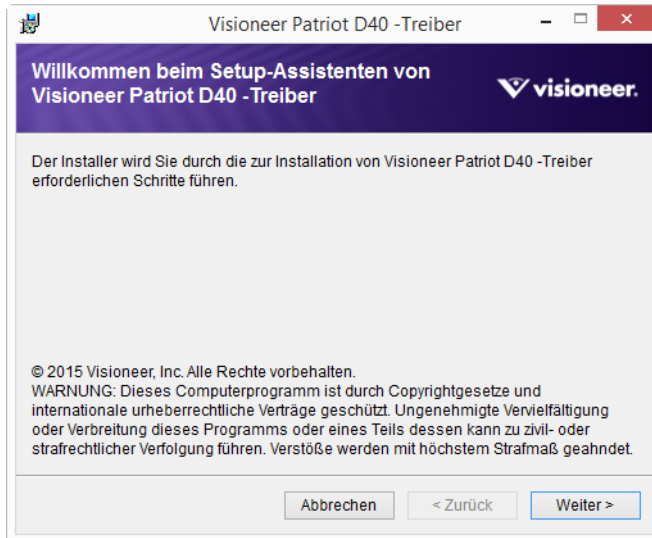 Visioneer Patriot D40 -Treiber
Willkommen beim Setup-Assistenten von
Visioneer Patriot D40 -Treiber
visioneer.
Der Installer wird Sie durch die zur Installation von Visioneer Patriot D40 -Treiber
erforderlichen Schritte führen.
© 2015 Visioneer, Inc. Alle Rechte vorbehalten.
WARNUNG: Dieses Computerprogramm ist durch Copyrightgesetze und
internationale urheberrechtliche Verträge geschützt. Ungenehmigte Vervielfältigung
oder Verbreitung dieses Programms oder eines Teils dessen kann zu zivil- oder
strafrechtlicher Verfolgung führen. Verstöße werden mit höchstem Strafmaß geahndet.
Abbrechen < Zurück Weiter >